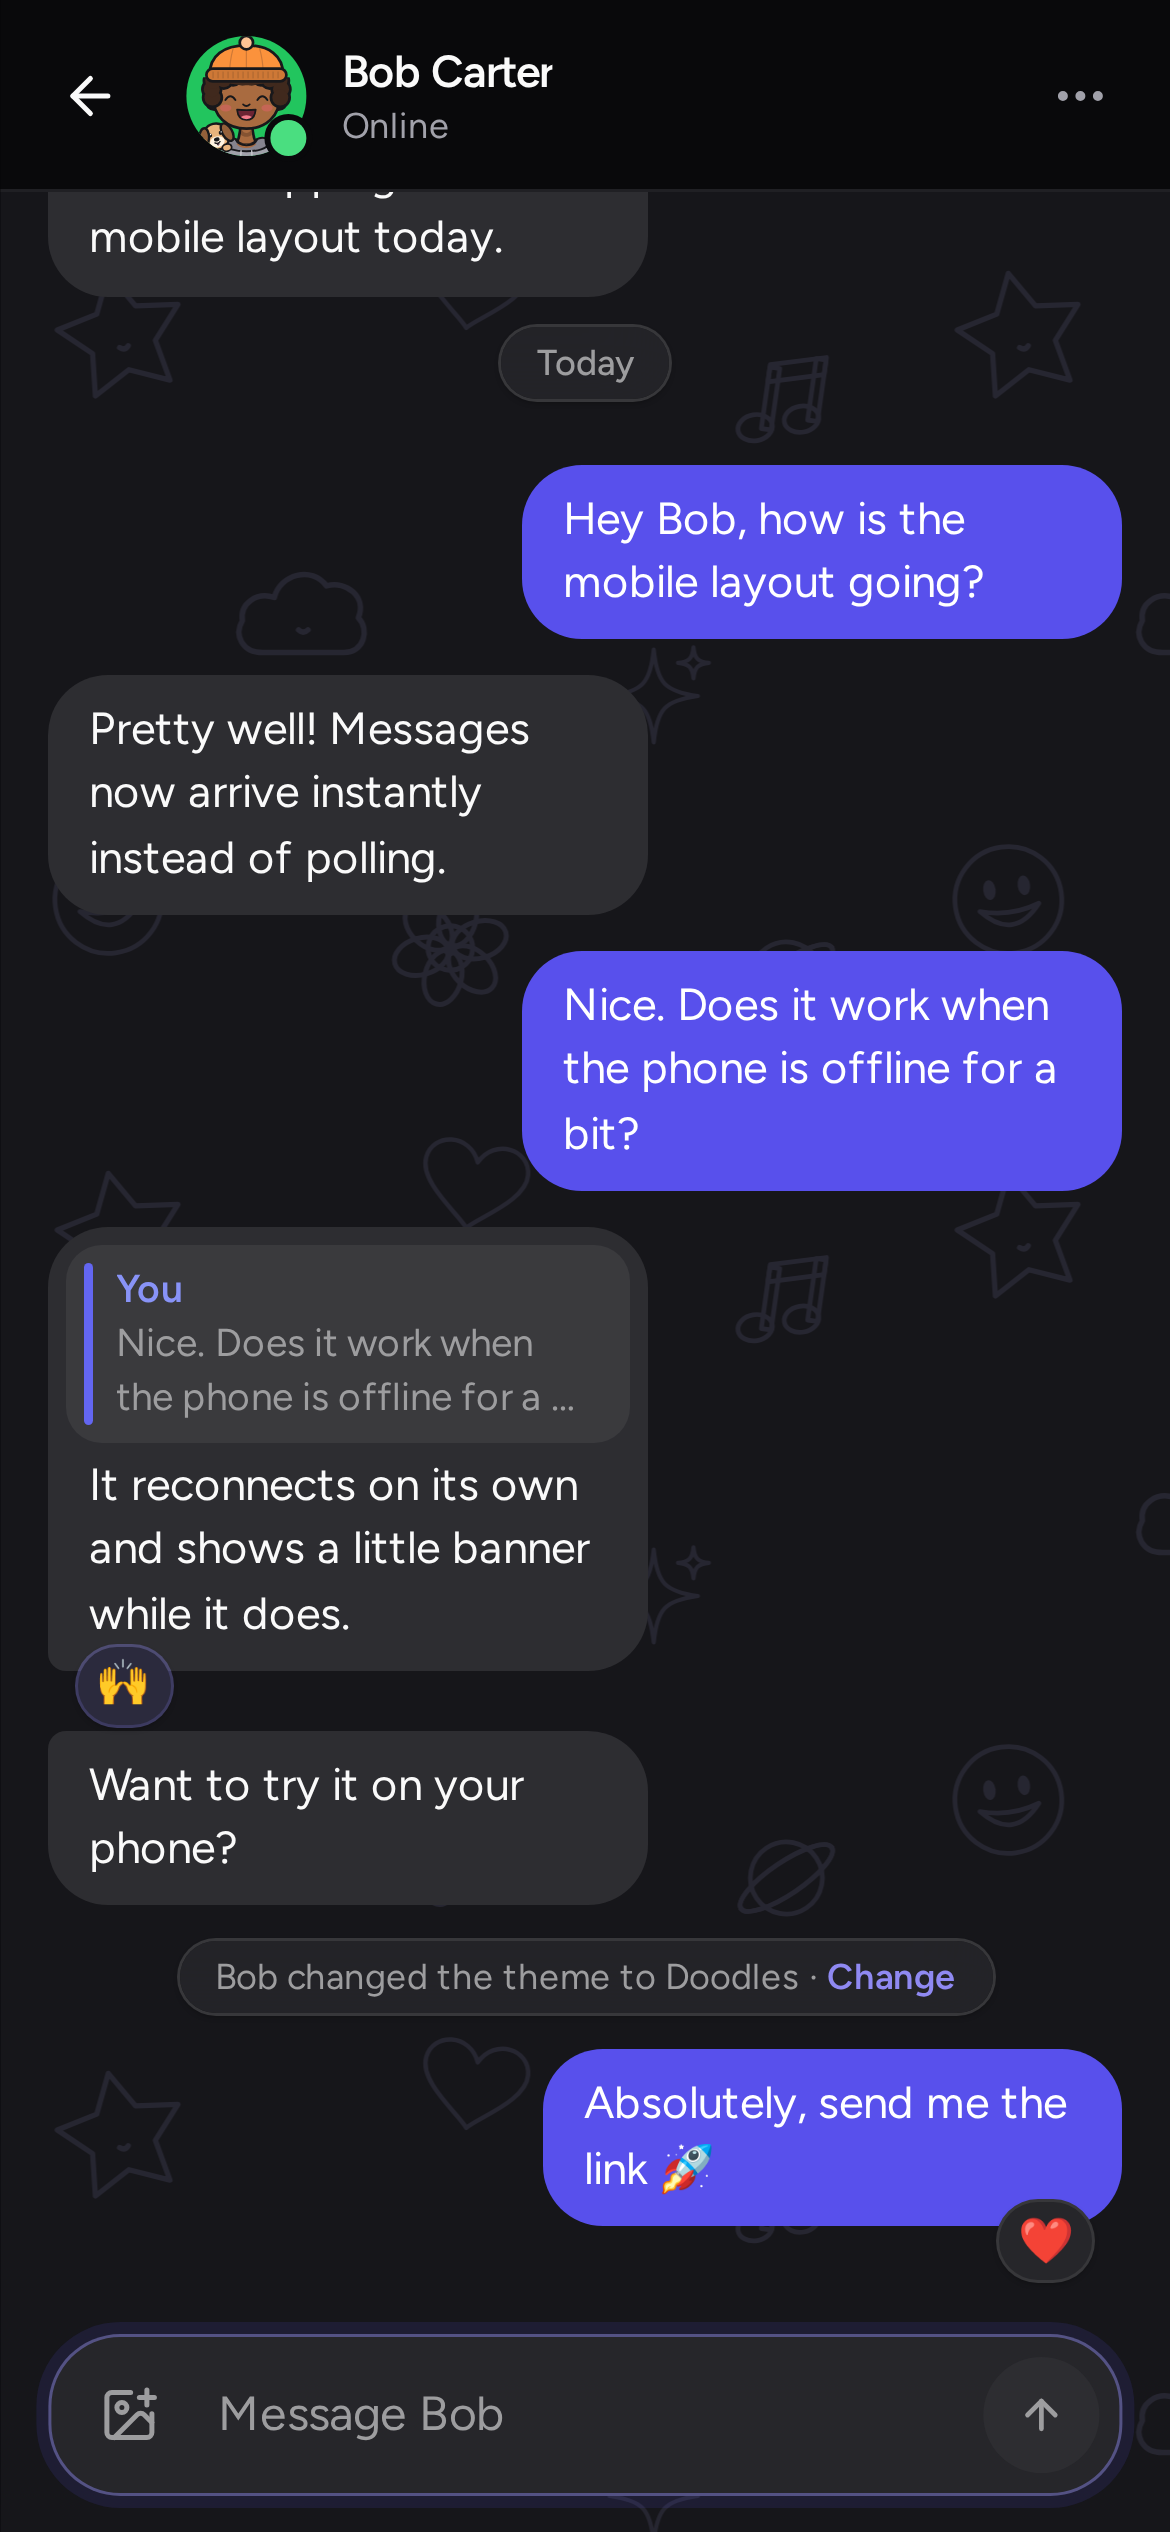 Bob Carter
Online
mobile layout today.
Today
Hey Bob, how is the
mobile layout going?
Pretty well! Messages
now arrive instantly
instead of polling.
Nice. Does it work when
the phone is offline for a
bit?
You
Nice. Does it work when
the phone is offline for a ...
It reconnects on its own
and shows a little banner
while it does.
🙌
Want to try it on your
phone?
Bob changed the theme to Doodles · Change
Absolutely, send me the
link 🚀
❤️
Message Bob